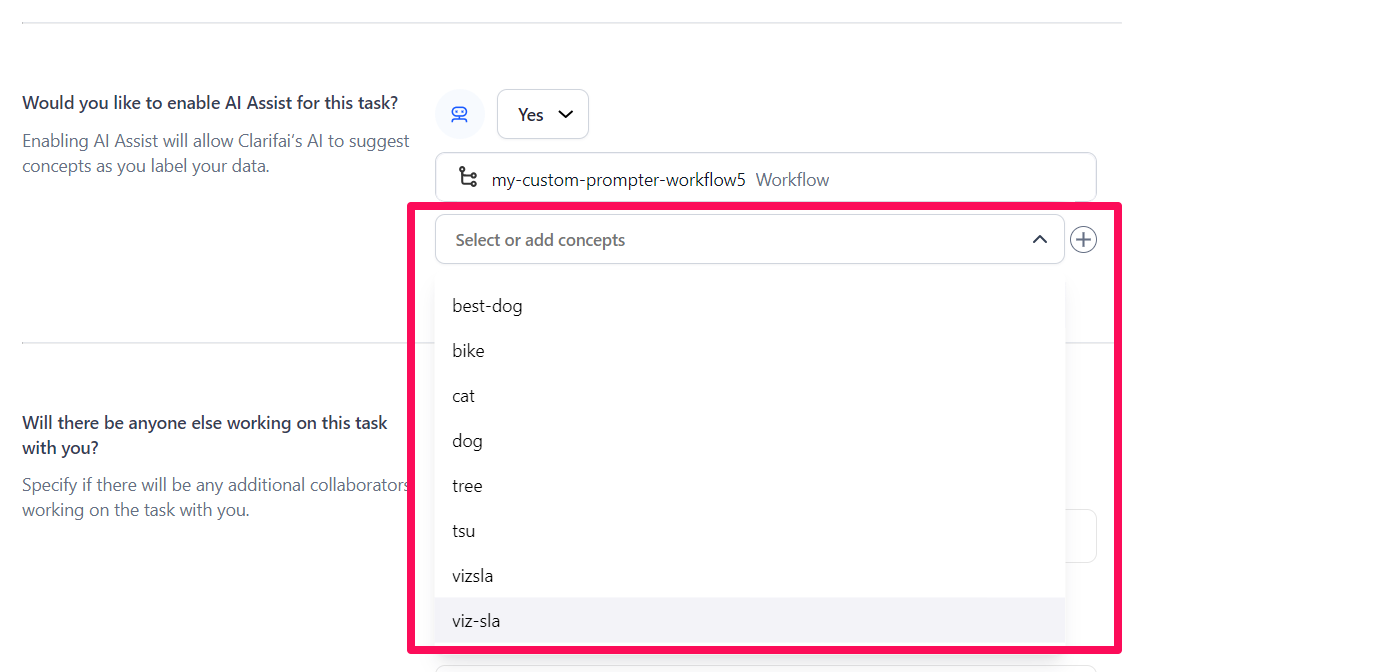 Would you like to enable AI Assist for this task?
Enabling AI Assist will allow Clarifai's AI to suggest
concepts as you label your data.
Yes
my-custom-prompter-workflow5 Workflow
Select or add concepts
best-dog
bike
cat
dog
tree
tsu
vizsla
viz-sla
Will there be anyone else working on this task
with you?
Specify if there will be any additional collaborators
working on the task with you.